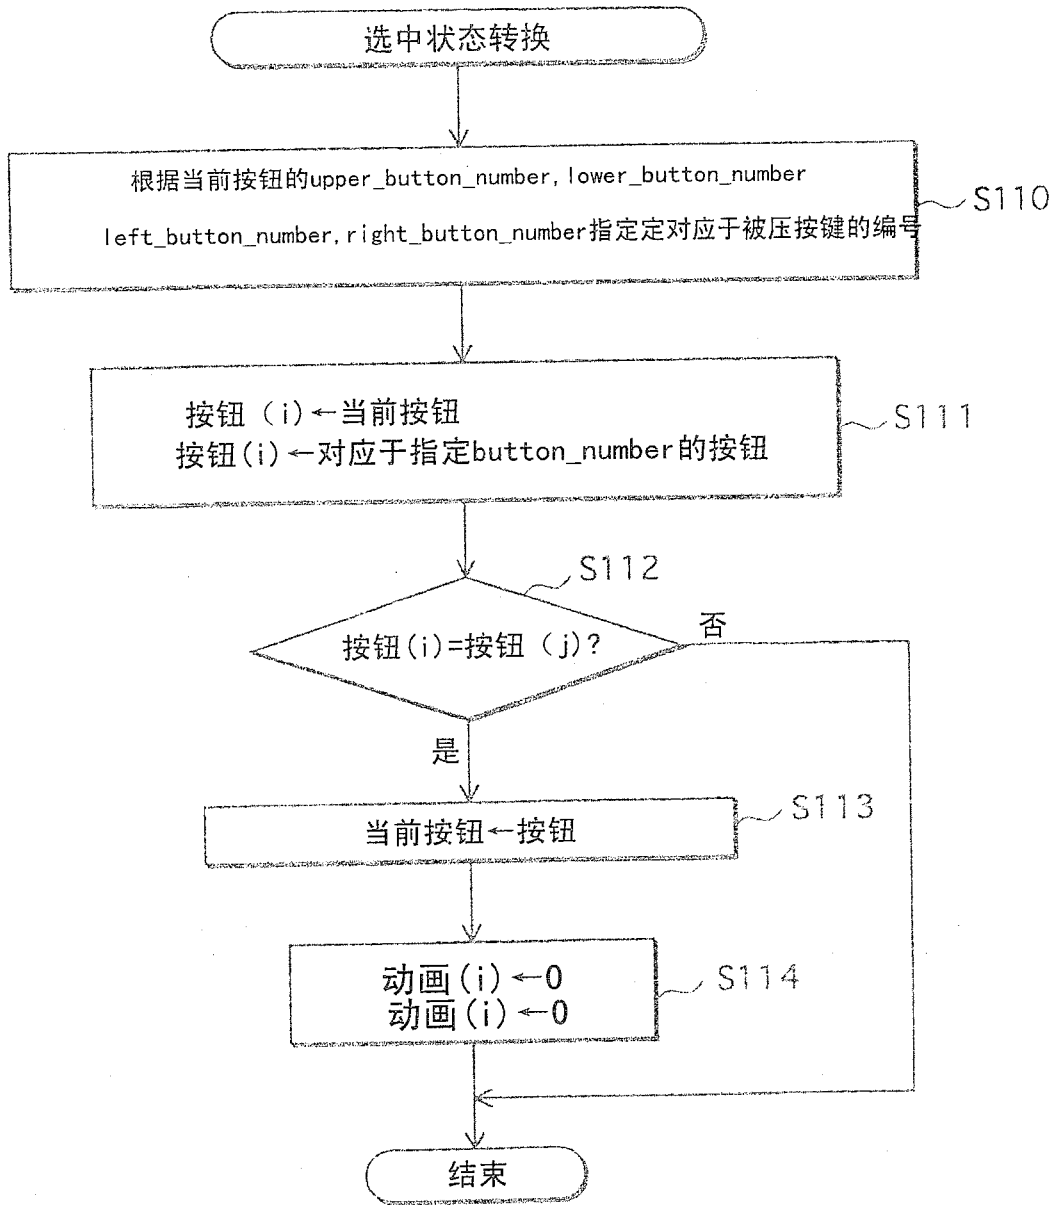 选中状态转换
根据当前按钮的upper_button_number,lower_button_number
left_button_number,right_button_number指定定对应于被压按键的编号
S110
按钮（i)←当前按钮
按钮(i)←对应于指定button_number的按钮
S111
S112
按钮(i)=按钮（j)?
否
是
当前按钮←按钮
S113
动画(i)←0
动画(i)←0
S114
结束